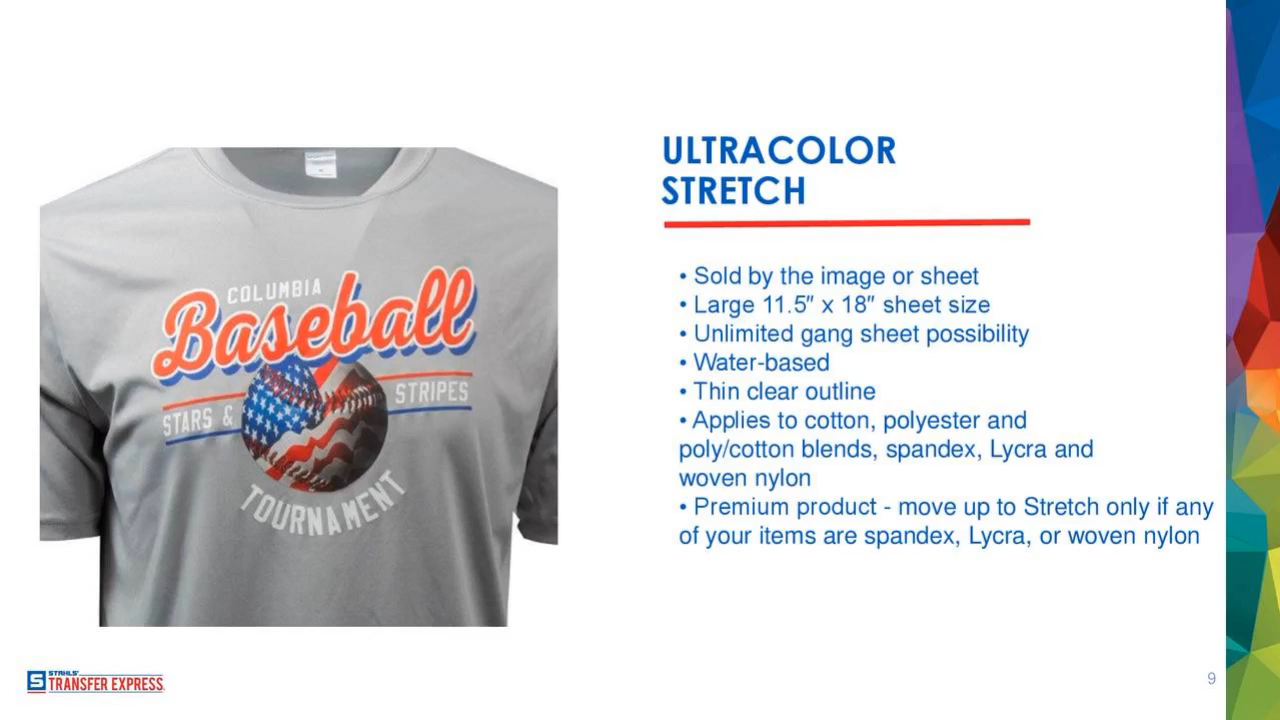 ULTRACOLOR
STRETCH
COLUMBIA
Baseball
STARS &
STRIPES
TOURNAMENT
• Sold by the image or sheet
• Large 11.5″ x 18″ sheet size
• Unlimited gang sheet possibility
• Water-based
• Thin clear outline
• Applies to cotton, polyester and
poly/cotton blends, spandex, Lycra and
woven nylon
• Premium product - move up to Stretch only if any
of your items are spandex, Lycra, or woven nylon
S STAHLS'
TRANSFER EXPRESS
9